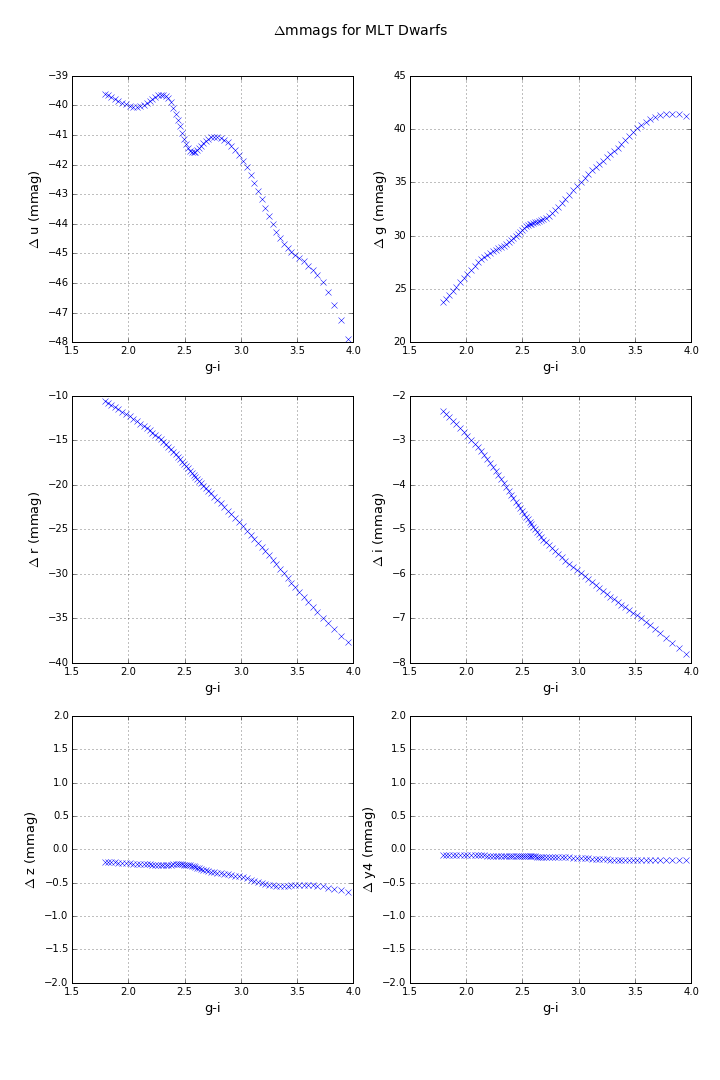 Δmmags for MLT Dwarfs
−39
−40
−41
−42
−43
−44
−45
−46
−47
−48
Δ u (mmag)
1.5 2.0 2.5 3.0 3.5 4.0
g-i
45
40
35
30
25
20
Δ g (mmag)
1.5 2.0 2.5 3.0 3.5 4.0
g-i
−10
−15
−20
−25
−30
−35
−40
Δ r (mmag)
1.5 2.0 2.5 3.0 3.5 4.0
g-i
−2
−3
−4
−5
−6
−7
−8
Δ i (mmag)
1.5 2.0 2.5 3.0 3.5 4.0
g-i
2.0
1.5
1.0
0.5
0.0
−0.5
−1.0
−1.5
−2.0
Δ z (mmag)
1.5 2.0 2.5 3.0 3.5 4.0
g-i
2.0
1.5
1.0
0.5
0.0
−0.5
−1.0
−1.5
−2.0
Δ y4 (mmag)
1.5 2.0 2.5 3.0 3.5 4.0
g-i